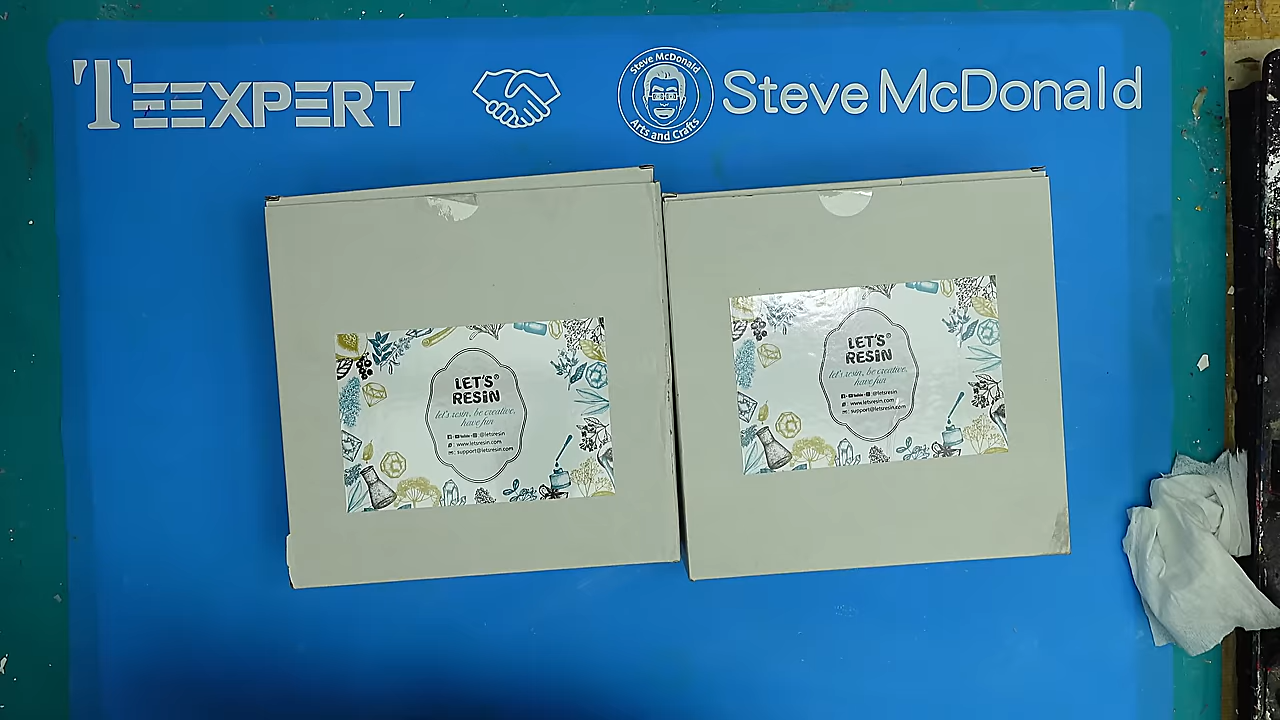 TEEXPERT
Steve McDonald
Arts and Crafts
Steve McDonald
LET'S®
RESIN
let's resin, be creative,
have fun
YouTube @letsresin
: www.letsresin.com
: support@letsresin.com
LET'S®
RESIN
let's resin, be creative,
have fun
YouTube @letsresin
: www.letsresin.com
: support@letsresin.com